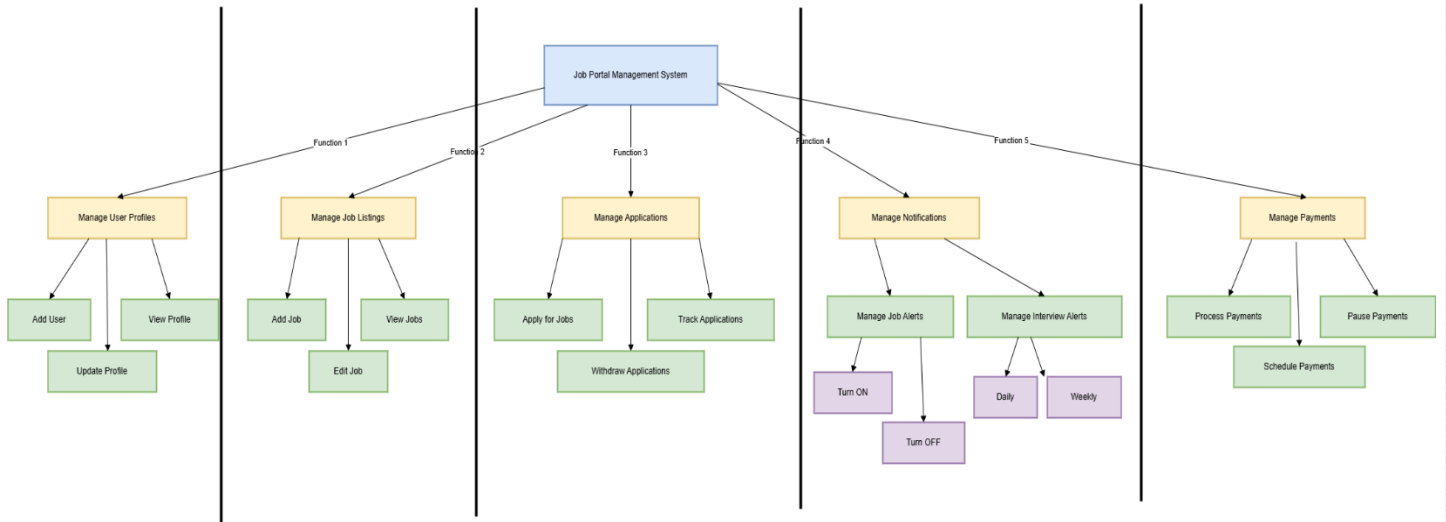 Job Portal Management System
Function 1
Function 2
Function 3
Function 4
Function 5
Manage User Profiles
Manage Job Listings
Manage Applications
Manage Notifications
Manage Payments
Add User
View Profile
Update Profile
Add Job
View Jobs
Edit Job
Apply for Jobs
Track Applications
Withdraw Applications
Manage Job Alerts
Manage Interview Alerts
Turn ON
Turn OFF
Daily
Weekly
Process Payments
Pause Payments
Schedule Payments